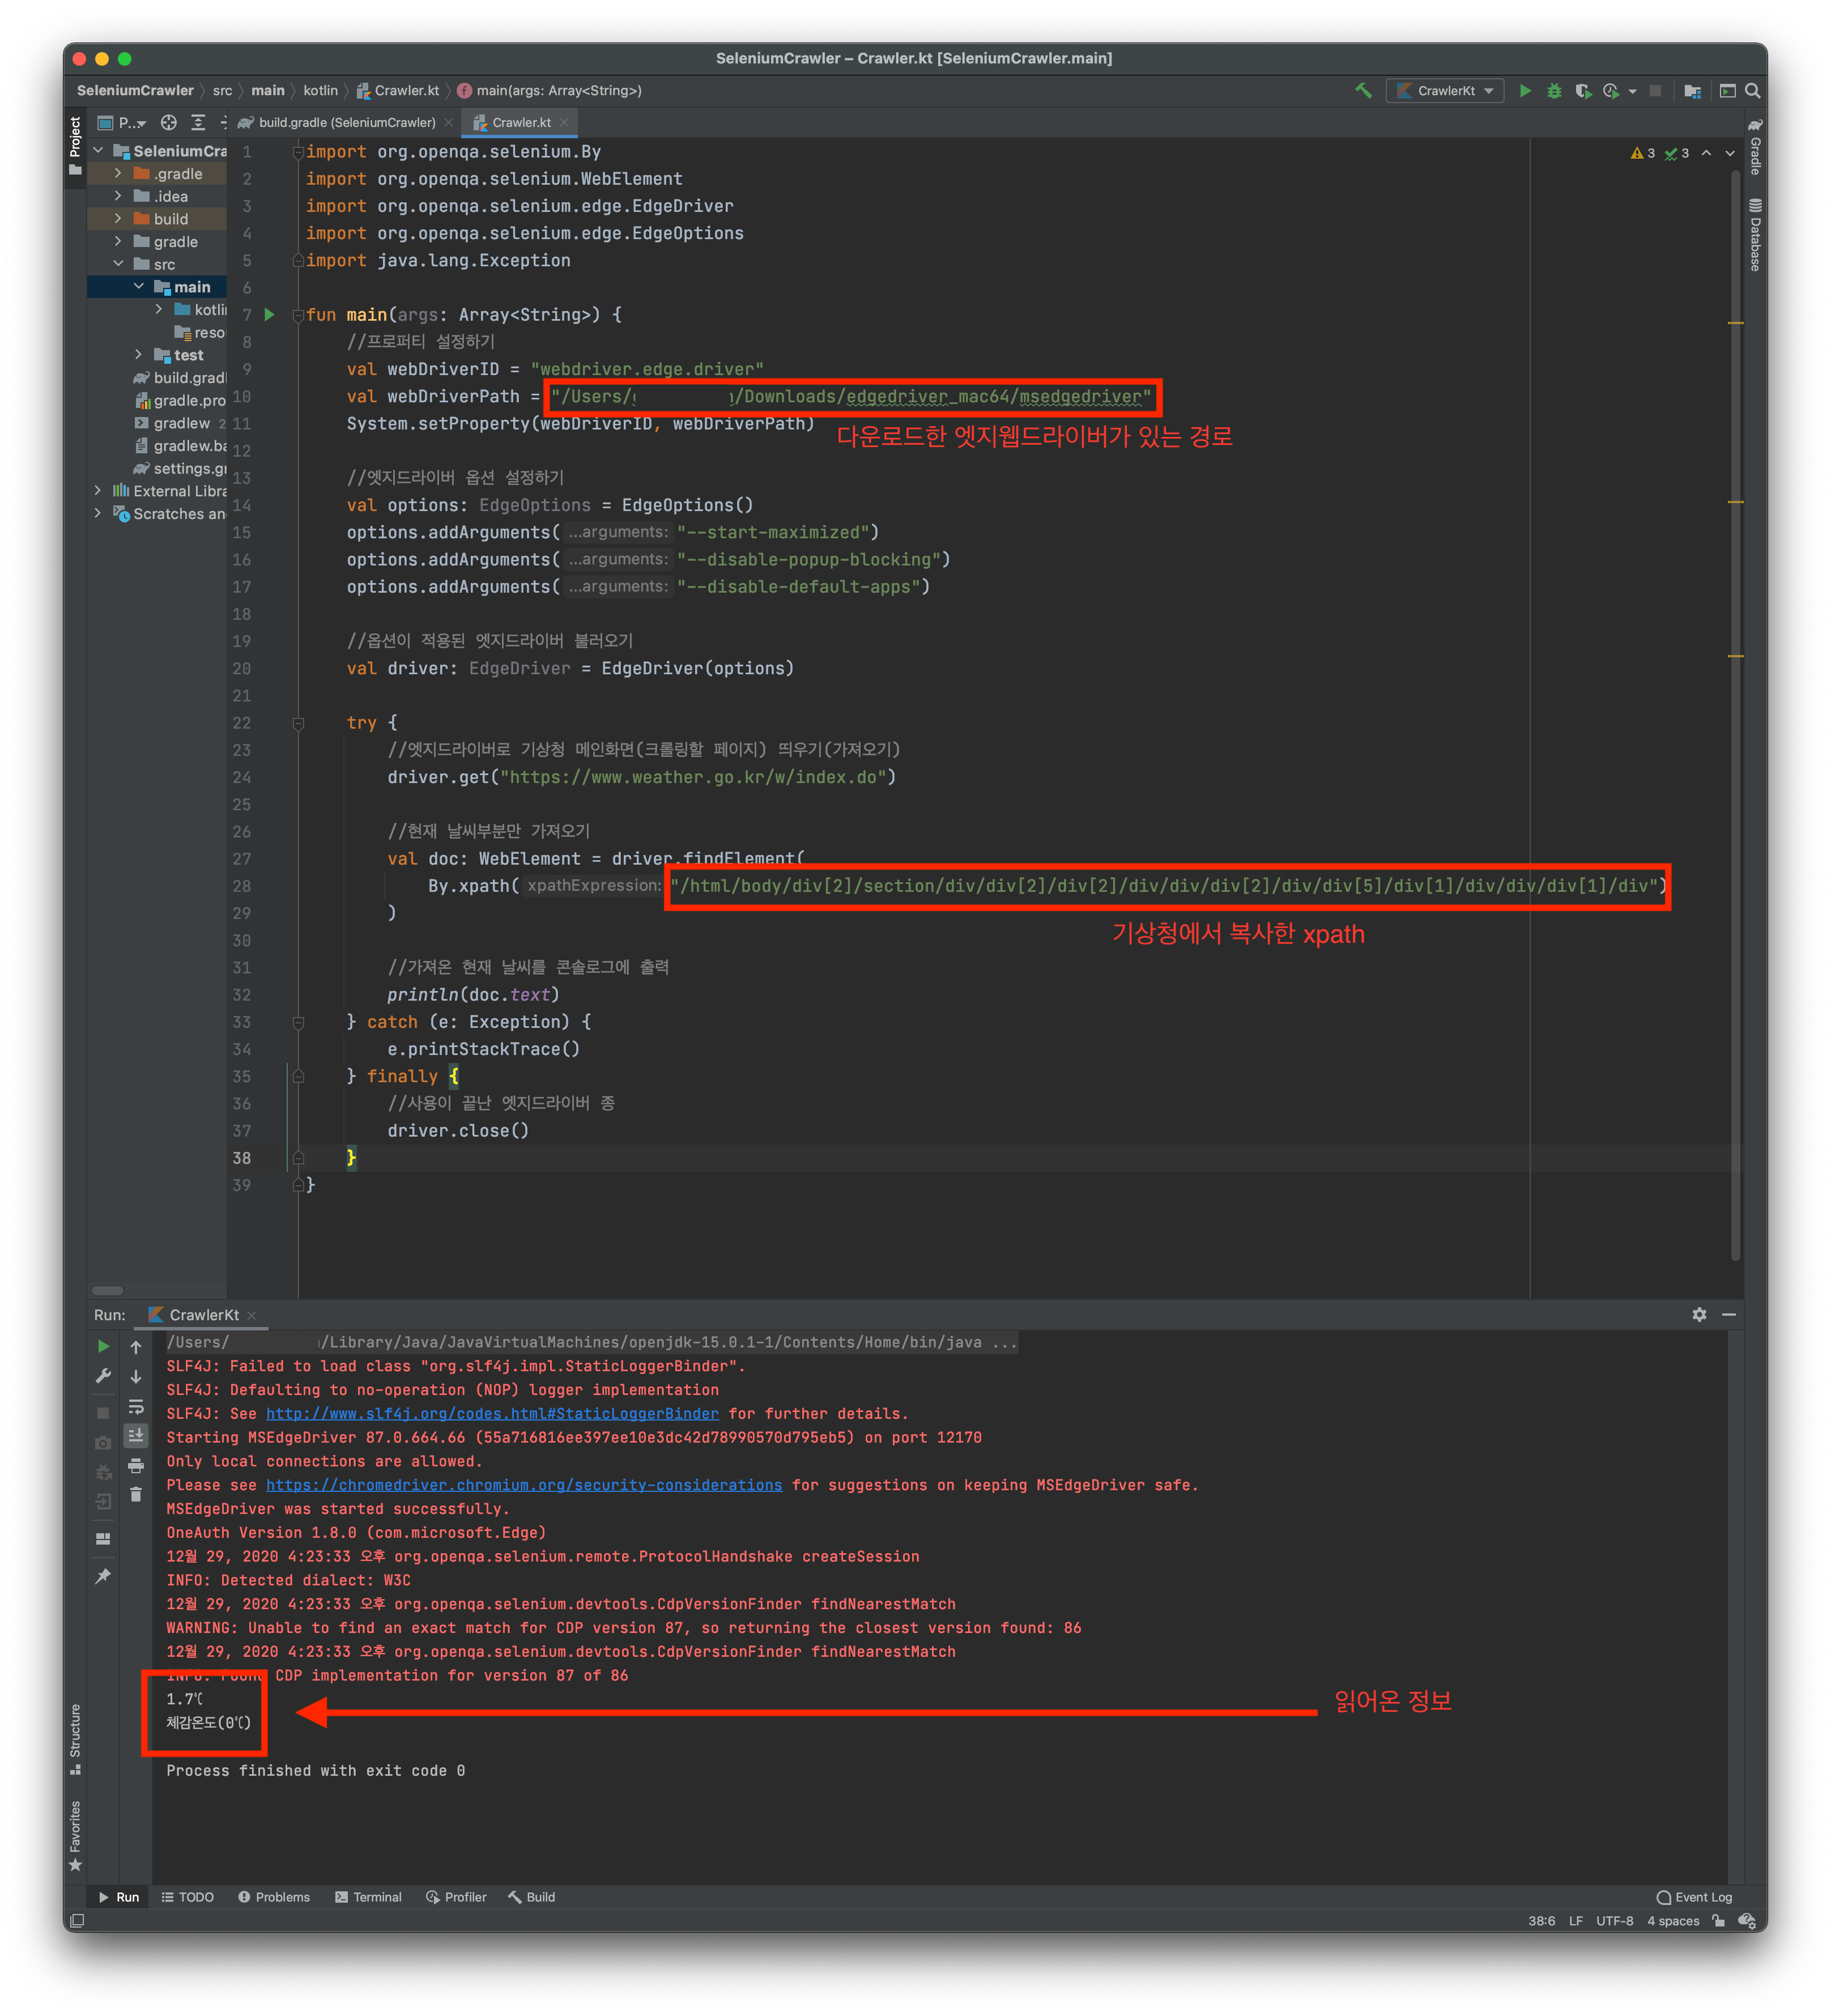 SeleniumCrawler – Crawler.kt [SeleniumCrawler.main]
SeleniumCrawler src main kotlin Crawler.kt main(args: Array<String>)
CrawlerKt
Project
P...
build.gradle (SeleniumCrawler)
Crawler.kt
SeleniumCra
.gradle
.idea
build
gradle
src
main
kotlin
reso
test
build.grad
gradle.pro
gradlew 2
gradlew.ba
settings.gr
External Libra
Scratches an
3 3
Gradle
Database
1 import org.openqa.selenium.By
2 import org.openqa.selenium.WebElement
3 import org.openqa.selenium.edge.EdgeDriver
4 import org.openqa.selenium.edge.EdgeOptions
5 import java.lang.Exception
6
7 fun main(args: Array<String>) {
8 //프로퍼티 설정하기
9 val webDriverID = "webdriver.edge.driver"
10 val webDriverPath = "/Users/ /Downloads/edgedriver_mac64/msedgedriver"
11 System.setProperty(webDriverID, webDriverPath)
다운로드한 엣지웹드라이버가 있는 경로
12
13 //엣지드라이버 옵션 설정하기
14 val options: EdgeOptions = EdgeOptions()
15 options.addArguments( ...arguments: "--start-maximized")
16 options.addArguments( ...arguments: "--disable-popup-blocking")
17 options.addArguments( ...arguments: "--disable-default-apps")
18
19 //옵션이 적용된 엣지드라이버 불러오기
20 val driver: EdgeDriver = EdgeDriver(options)
21
22 try {
23 //엣지드라이버로 기상청 메인화면(크롤링할 페이지) 띄우기(가져오기)
24 driver.get("https://www.weather.go.kr/w/index.do")
25
26 //현재 날씨부분만 가져오기
27 val doc: WebElement = driver.findElement(
28 By.xpath( xpathExpression: "/html/body/div[2]/section/div/div[2]/div[2]/div/div/div[2]/div/div[5]/div[1]/div/div/div[1]/div")
29 )
기상청에서 복사한 xpath
30
31 //가져온 현재 날씨를 콘솔로그에 출력
32 println(doc.text)
33 } catch (e: Exception) {
34 e.printStackTrace()
35 } finally {
36 //사용이 끝난 엣지드라이버 종
37 driver.close()
38 }
39 }
Run: CrawlerKt
/Users/ /Library/Java/JavaVirtualMachines/openjdk-15.0.1-1/Contents/Home/bin/java ...
SLF4J: Failed to load class "org.slf4j.impl.StaticLoggerBinder".
SLF4J: Defaulting to no-operation (NOP) logger implementation
SLF4J: See http://www.slf4j.org/codes.html#StaticLoggerBinder for further details.
Starting MSEdgeDriver 87.0.664.66 (55a716816ee397ee10e3dc42d78990570d795eb5) on port 12170
Only local connections are allowed.
Please see https://chromedriver.chromium.org/security-considerations for suggestions on keeping MSEdgeDriver safe.
MSEdgeDriver was started successfully.
OneAuth Version 1.8.0 (com.microsoft.Edge)
12월 29, 2020 4:23:33 오후 org.openqa.selenium.remote.ProtocolHandshake createSession
INFO: Detected dialect: W3C
12월 29, 2020 4:23:33 오후 org.openqa.selenium.devtools.CdpVersionFinder findNearestMatch
WARNING: Unable to find an exact match for CDP version 87, so returning the closest version found: 86
12월 29, 2020 4:23:33 오후 org.openqa.selenium.devtools.CdpVersionFinder findNearestMatch
INFO: Found CDP implementation for version 87 of 86
1.7℃
체감온도(0℃)
읽어온 정보
Process finished with exit code 0
Structure
Favorites
Run TODO Problems Terminal Profiler Build Event Log
38:6 LF UTF-8 4 spaces